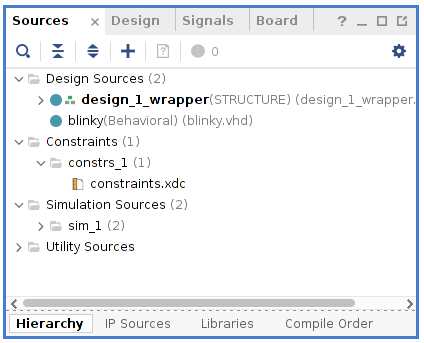 Sources × Design Signals Board ?
0
Design Sources (2)
design_1_wrapper(STRUCTURE) (design_1_wrapper.
blinky(Behavioral) (blinky.vhd)
Constraints (1)
constrs_1 (1)
constraints.xdc
Simulation Sources (2)
sim_1 (2)
Utility Sources
Hierarchy IP Sources Libraries Compile Order